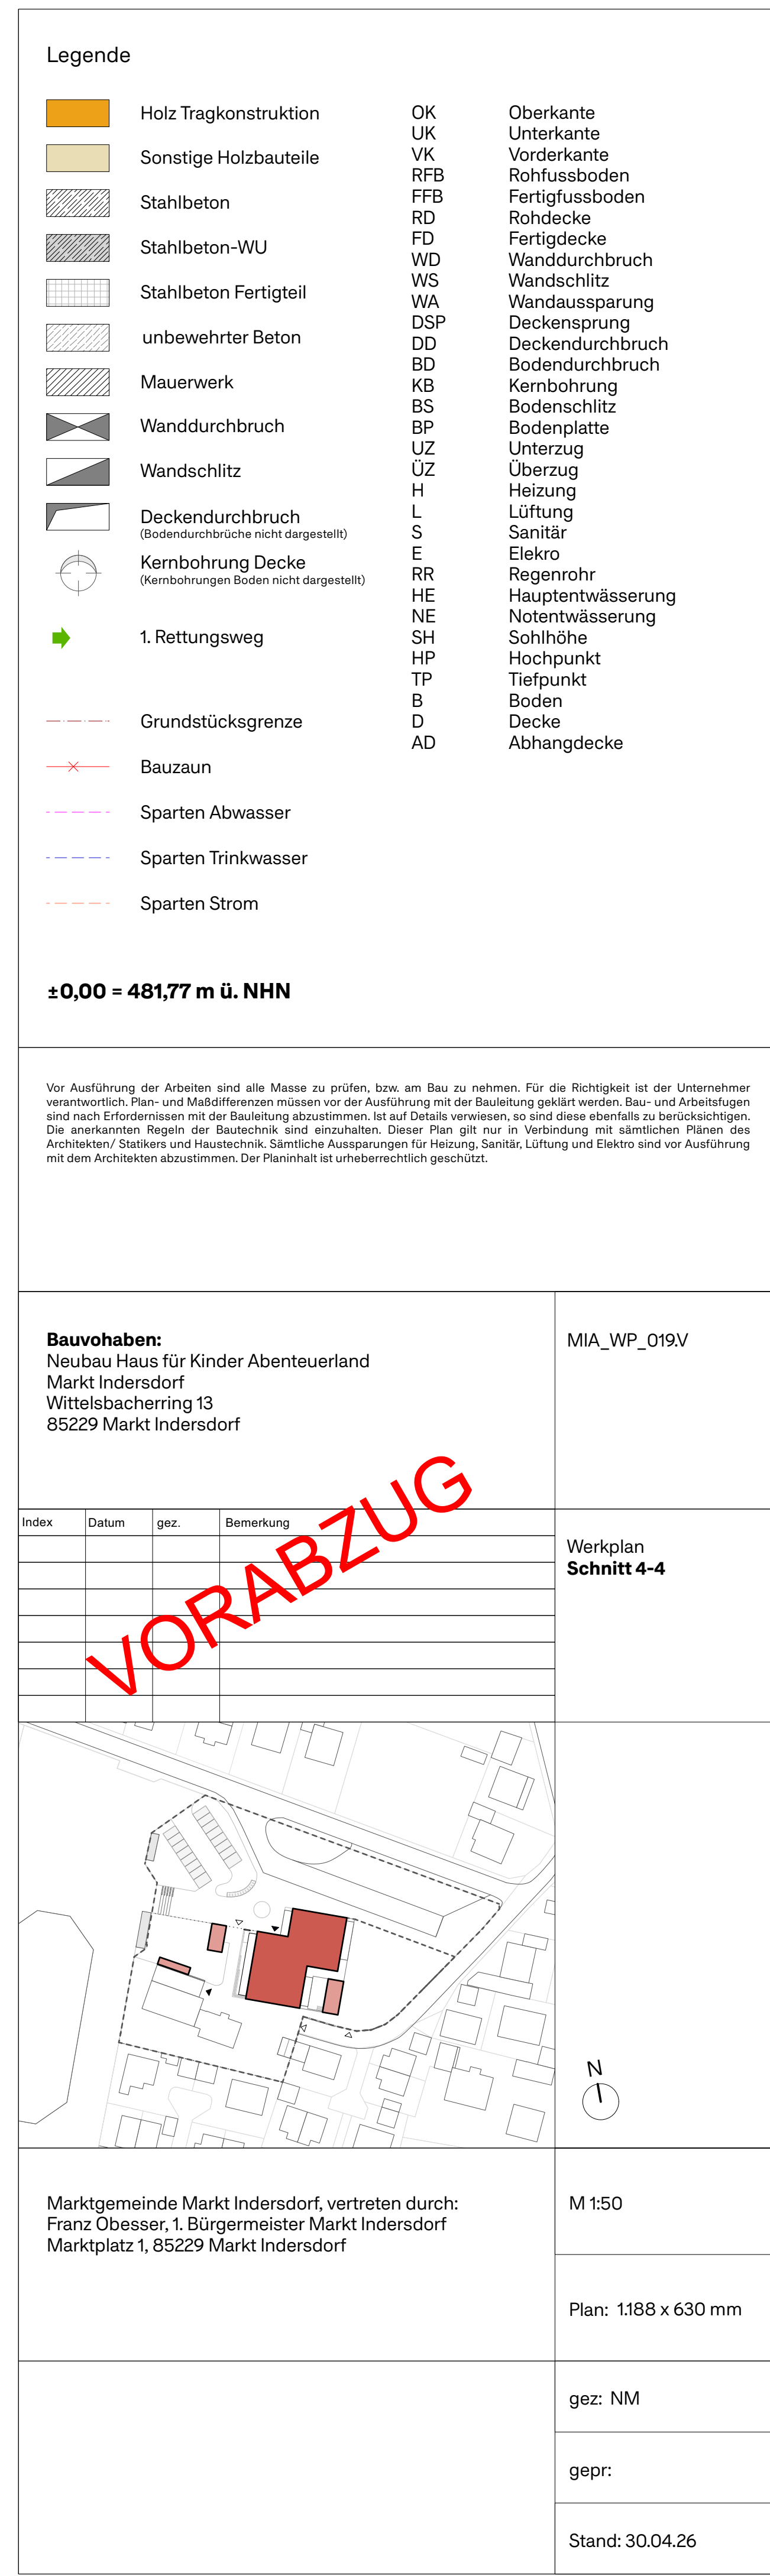 Legende
Holz Tragkonstruktion
Sonstige Holzbauteile
Stahlbeton
Stahlbeton-WU
Stahlbeton Fertigteil
unbewehrter Beton
Mauerwerk
Wanddurchbruch
Wandschlitz
Deckendurchbruch
(Bodendurchbrüche nicht dargestellt)
Kernbohrung Decke
(Kernbohrungen Boden nicht dargestellt)
1. Rettungsweg
Grundstücksgrenze
Bauzaun
Sparten Abwasser
Sparten Trinkwasser
Sparten Strom
OK Oberkante
UK Unterkante
VK Vorderkante
RFB Rohfussboden
FFB Fertigfussboden
RD Rohdecke
FD Fertigdecke
WD Wanddurchbruch
WS Wandschlitz
WA Wandaussparung
DSP Deckensprung
DD Deckendurchbruch
BD Bodendurchbruch
KB Kernbohrung
BS Bodenschlitz
BP Bodenplatte
UZ Unterzug
ÜZ Überzug
H Heizung
L Lüftung
S Sanitär
E Elekro
RR Regenrohr
HE Hauptentwässerung
NE Notentwässerung
SH Sohlhöhe
HP Hochpunkt
TP Tiefpunkt
B Boden
D Decke
AD Abhangdecke
±0,00 = 481,77 m ü. NHN
Vor Ausführung der Arbeiten sind alle Masse zu prüfen, bzw. am Bau zu nehmen. Für die Richtigkeit ist der Unternehmer
verantwortlich. Plan- und Maßdifferenzen müssen vor der Ausführung mit der Bauleitung geklärt werden. Bau- und Arbeitsfugen
sind nach Erfordernissen mit der Bauleitung abzustimmen. Ist auf Details verwiesen, so sind diese ebenfalls zu berücksichtigen.
Die anerkannten Regeln der Bautechnik sind einzuhalten. Dieser Plan gilt nur in Verbindung mit sämtlichen Plänen des
Architekten/ Statikers und Haustechnik. Sämtliche Aussparungen für Heizung, Sanitär, Lüftung und Elektro sind vor Ausführung
mit dem Architekten abzustimmen. Der Planinhalt ist urheberrechtlich geschützt.
Bauvohaben:
Neubau Haus für Kinder Abenteuerland
Markt Indersdorf
Wittelsbacherring 13
85229 Markt Indersdorf
MIA_WP_019.V
Index Datum gez. Bemerkung
VORABZUG
Werkplan
Schnitt 4-4
N
Marktgemeinde Markt Indersdorf, vertreten durch:
Franz Obesser, 1. Bürgermeister Markt Indersdorf
Marktplatz 1, 85229 Markt Indersdorf
M 1:50
Plan: 1.188 x 630 mm
gez: NM
gepr:
Stand: 30.04.26